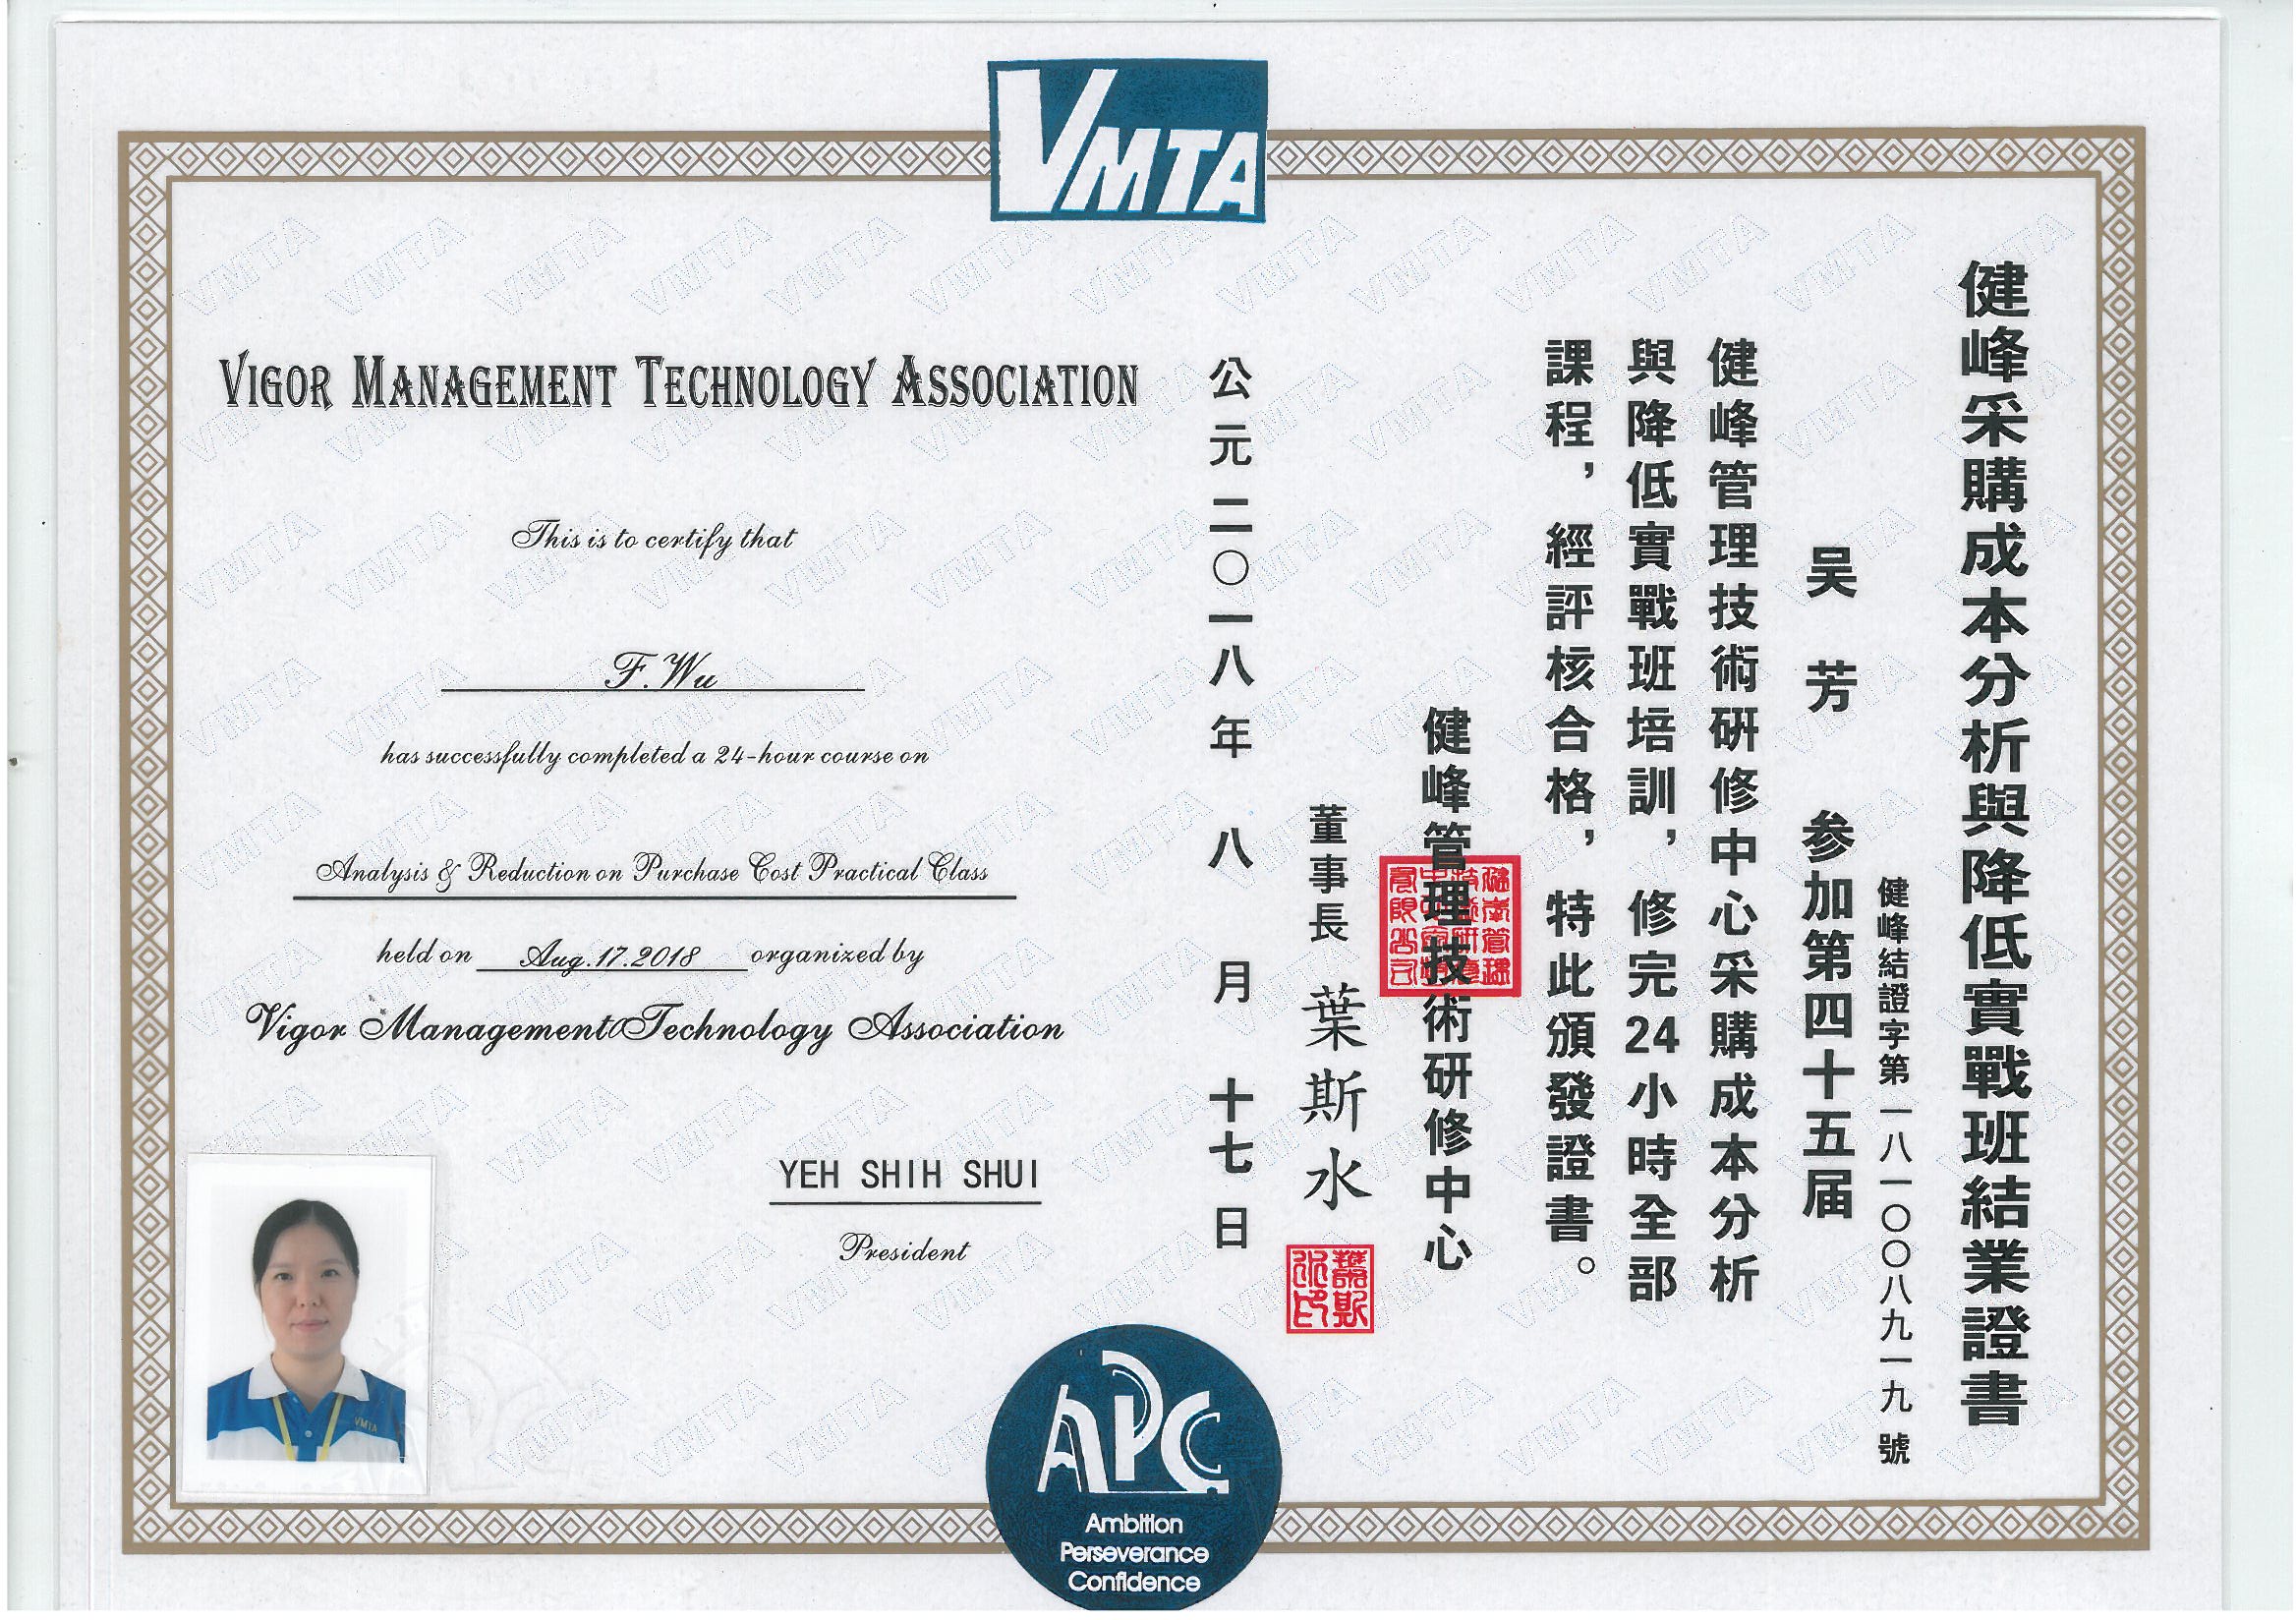 VMTA
VIGOR MANAGEMENT TECHNOLOGY ASSOCIATION
This is to certify that
F.Wu
has successfully completed a 24-hour course on
Analysis & Reduction on Purchase Cost Practical Class
held on Aug.17.2018 organized by
Vigor Management Technology Association
YEH SHIH SHUI
President
VMTA
健峰采購成本分析與降低實戰班結業證書
健峰結證字第一八一〇〇八九一九號
吴芳 参加第四十五届
健峰管理技術研修中心采購成本分析
與降低實戰班培訓，修完24小時全部
課程，經評核合格，特此頒發證書。
健峰管理技術研修中心
董事長 葉斯水
公元二〇一八年八月十七日
APC
Ambition
Perseverance
Confidence